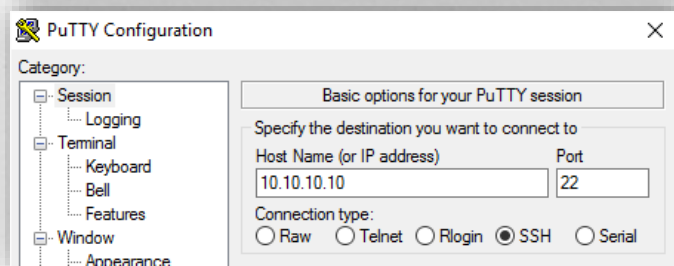 PuTTY Configuration
Category:
Session
Logging
Terminal
Keyboard
Bell
Features
Window
Appearance
Basic options for your PuTTY session
Specify the destination you want to connect to
Host Name (or IP address) Port
10.10.10.10 22
Connection type:
Raw Telnet Rlogin SSH Serial